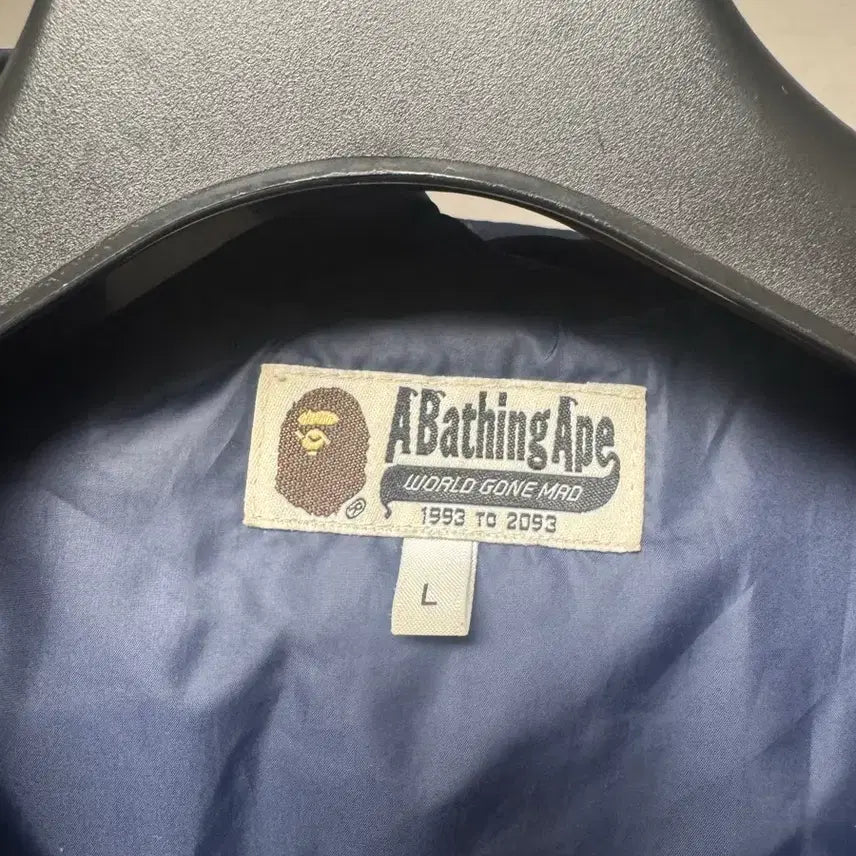 A Bathing Ape
WORLD GONE MAD
1993 TO 2093
®
L